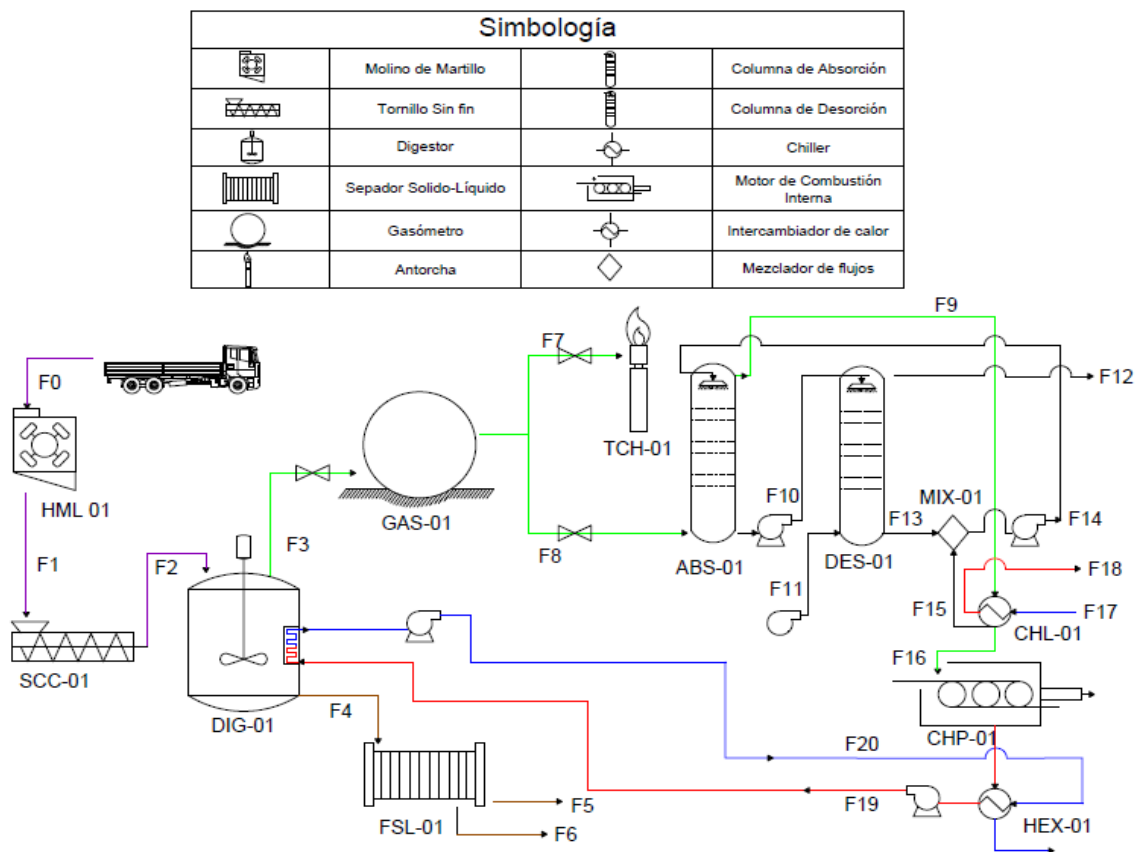 Simbología
Molino de Martillo
Columna de Absorción
Tornillo Sin fin
Columna de Desorción
Digestor
Chiller
Sepador Solido-Líquido
Motor de Combustión
Interna
Gasómetro
Intercambiador de calor
Antorcha
Mezclador de flujos
F9
F7
F0
F12
TCH-01
HML 01
GAS-01
F10
F13
MIX-01
F14
F1
F2
F3
F8
ABS-01
DES-01
F11
F18
F15
F17
CHL-01
F16
SCC-01
DIG-01
F4
CHP-01
F20
F5
F19
F6
FSL-01
HEX-01